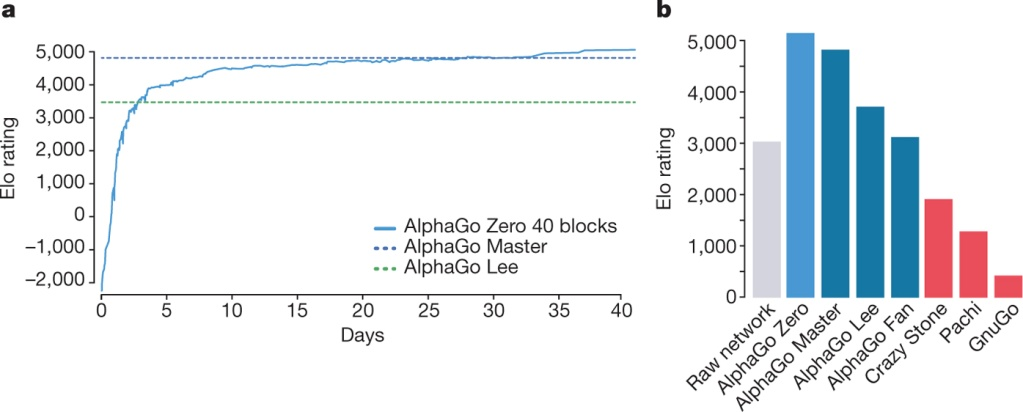 a
Elo rating
5,000
4,000
3,000
2,000
1,000
0
−1,000
−2,000
AlphaGo Zero 40 blocks
AlphaGo Master
AlphaGo Lee
0 5 10 15 20 25 30 35 40
Days
b
Elo rating
5,000
4,000
3,000
2,000
1,000
0
Raw network
AlphaGo Zero
AlphaGo Master
AlphaGo Lee
AlphaGo Fan
Crazy Stone
Pachi
GnuGo